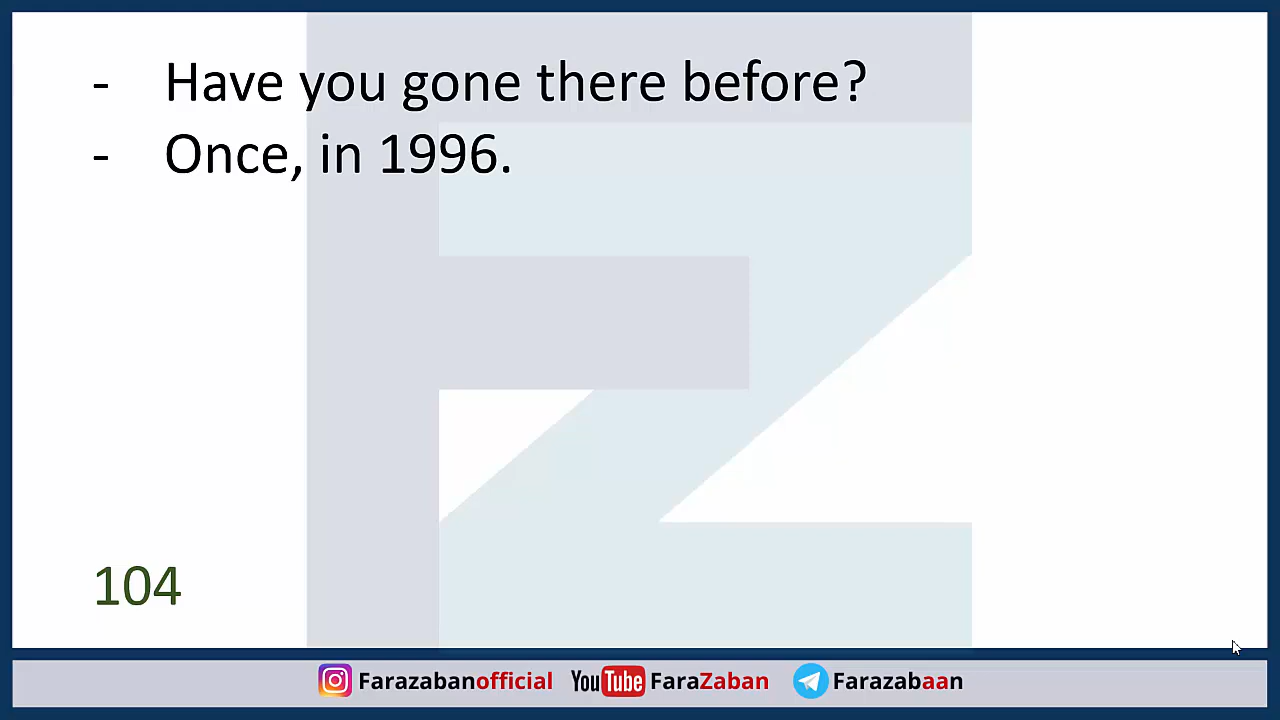 - Have you gone there before?
- Once, in 1996.
104
Farazabanofficial YouTube FaraZaban Farazabaan